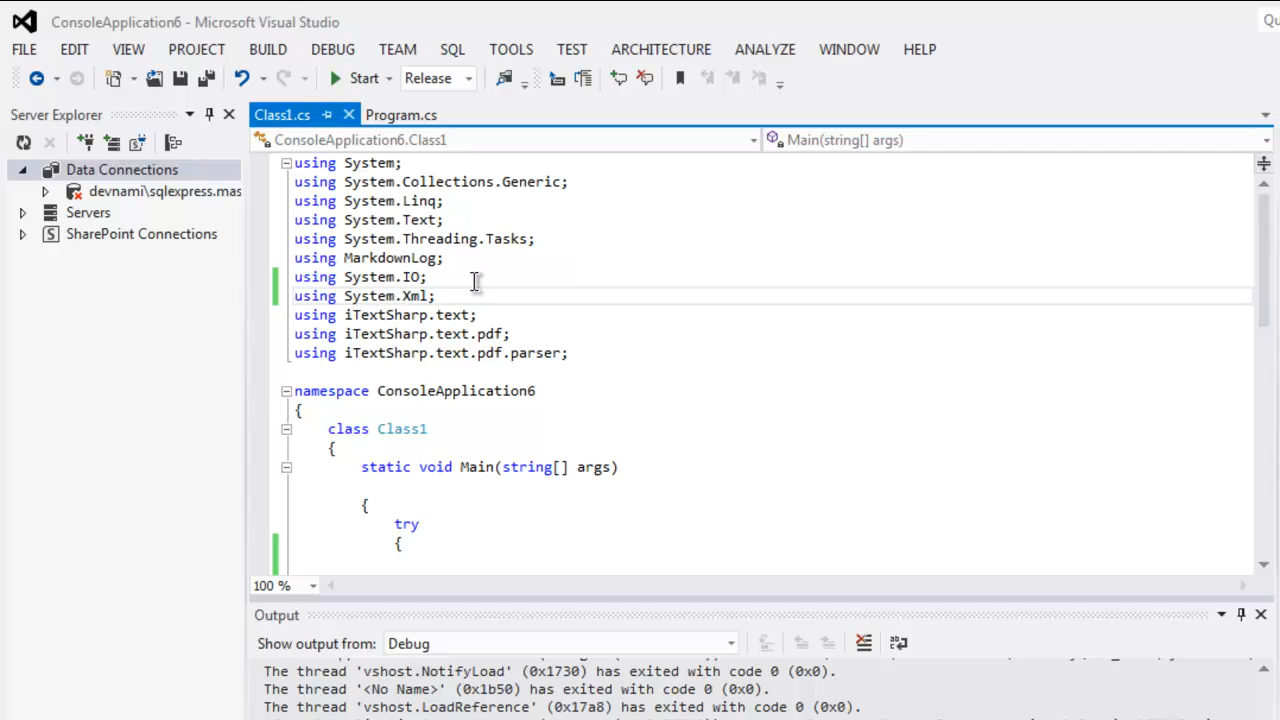 ConsoleApplication6 - Microsoft Visual Studio
Qu
FILE EDIT VIEW PROJECT BUILD DEBUG TEAM SQL TOOLS TEST ARCHITECTURE ANALYZE WINDOW HELP
Start Release
Server Explorer
Class1.cs Program.cs
ConsoleApplication6.Class1 Main(string[] args)
Data Connections
devnami\sqlexpress.mas
Servers
SharePoint Connections
using System;
using System.Collections.Generic;
using System.Linq;
using System.Text;
using System.Threading.Tasks;
using MarkdownLog;
using System.IO;
using System.Xml;
using iTextSharp.text;
using iTextSharp.text.pdf;
using iTextSharp.text.pdf.parser;
namespace ConsoleApplication6
{
class Class1
{
static void Main(string[] args)
{
try
{
100 %
Output
Show output from: Debug
The thread 'vshost.NotifyLoad' (0x1730) has exited with code 0 (0x0).
The thread '<No Name>' (0x1b50) has exited with code 0 (0x0).
The thread 'vshost.LoadReference' (0x17a8) has exited with code 0 (0x0).